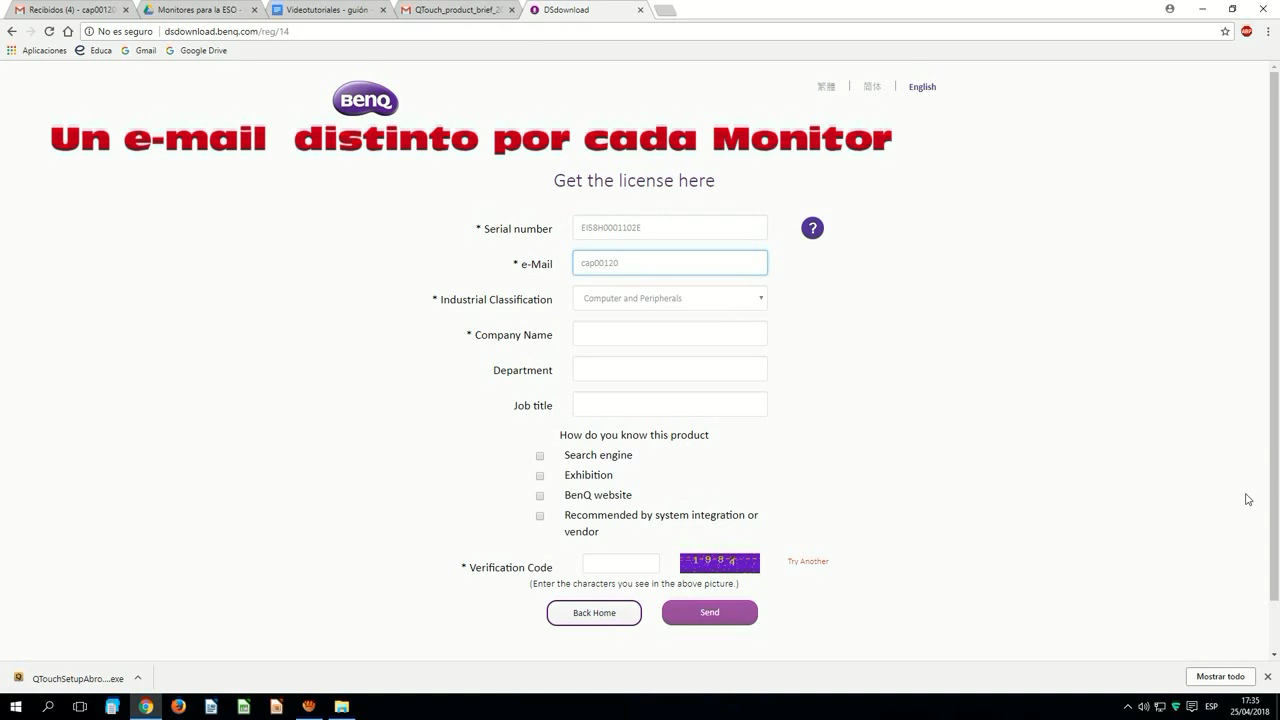 Recibidos (4) - cap00120
Monitores para la ESO -
Videotutoriales - guión
QTouch_product_brief_20
DSdownload
No es seguro dsdownload.benq.com/reg/14
ABP
Aplicaciones Educa Gmail Google Drive
繁體 简体 English
BenQ
Un e-mail distinto por cada Monitor
Get the license here
* Serial number EI58H0001102E ?
* e-Mail cap00120
* Industrial Classification Computer and Peripherals
* Company Name
Department
Job title
How do you know this product
Search engine
Exhibition
BenQ website
Recommended by system integration or
vendor
* Verification Code 1984 Try Another
(Enter the characters you see in the above picture.)
Back Home Send
QTouchSetupAbro....exe Mostrar todo
ESP 17:35
25/04/2018